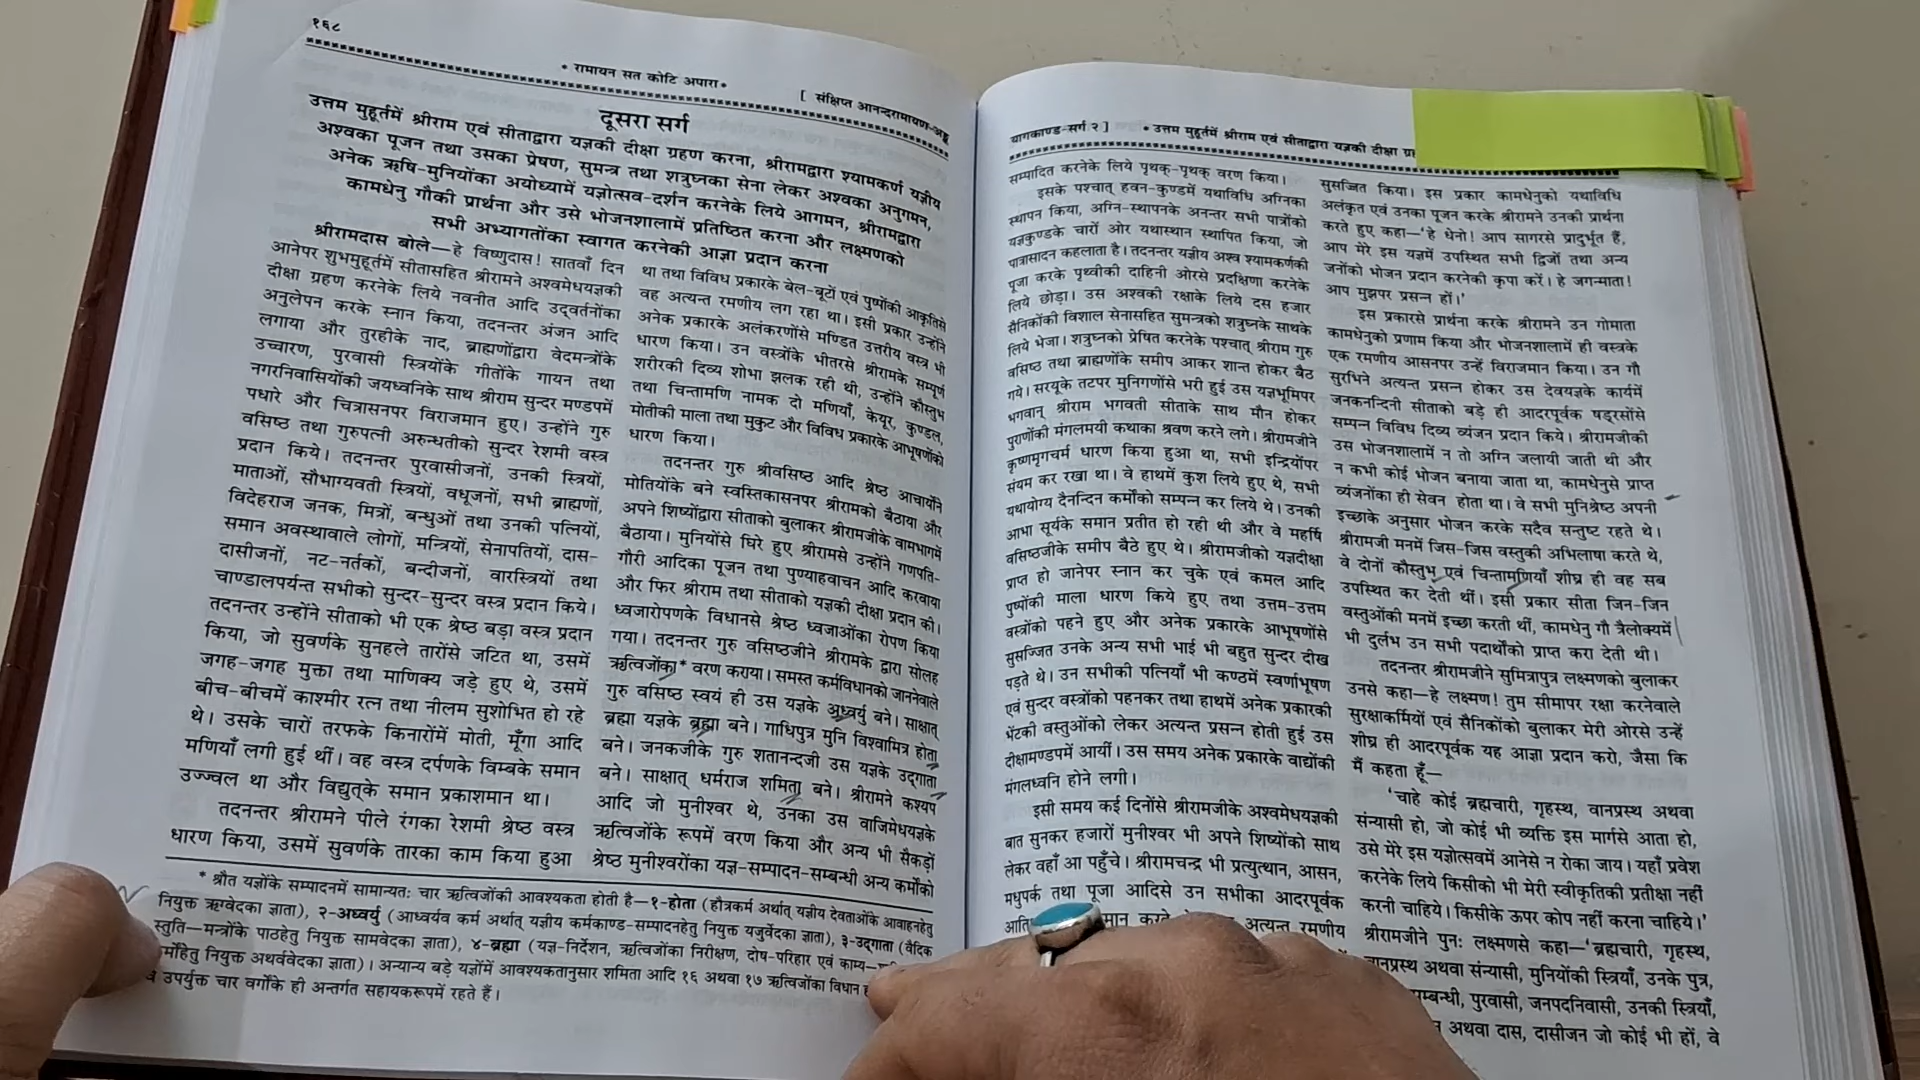 १६८
* रामायन सत कोटि अपारा *
[ संक्षिप्त आनन्दरामायण-अङ्क
दूसरा सर्ग
उत्तम मुहूर्तमें श्रीराम एवं सीताद्वारा यज्ञकी दीक्षा ग्रहण करना, श्रीरामद्वारा श्यामकर्ण यज्ञीय
अश्वका पूजन तथा उसका प्रेषण, सुमन्त्र तथा शत्रुघ्नका सेना लेकर अश्वका अनुगमन,
अनेक ऋषि-मुनियोंका अयोध्यामें यज्ञोत्सव-दर्शन करनेके लिये आगमन, श्रीरामद्वारा
कामधेनु गौकी प्रार्थना और उसे भोजनशालामें प्रतिष्ठित करना और लक्ष्मणको
सभी अभ्यागतोंका स्वागत करनेकी आज्ञा प्रदान करना
श्रीरामदास बोले—हे विष्णुदास! सातवाँ दिन
आनेपर शुभमुहूर्तमें सीतासहित श्रीरामने अश्वमेधयज्ञकी
दीक्षा ग्रहण करनेके लिये नवनीत आदि उद्वर्तनोंका
अनुलेपन करके स्नान किया, तदनन्तर अंजन आदि
लगाया और तुरहीके नाद, ब्राह्मणोंद्वारा वेदमन्त्रोंके
उच्चारण, पुरवासी स्त्रियोंके गीतोंके गायन तथा
नगरनिवासियोंकी जयध्वनिके साथ श्रीराम सुन्दर मण्डपमें
पधारे और चित्रासनपर विराजमान हुए। उन्होंने गुरु
वसिष्ठ तथा गुरुपत्नी अरुन्धतीको सुन्दर रेशमी वस्त्र
प्रदान किये। तदनन्तर पुरवासीजनों, उनकी स्त्रियों,
माताओं, सौभाग्यवती स्त्रियों, वधूजनों, सभी ब्राह्मणों,
विदेहराज जनक, मित्रों, बन्धुओं तथा उनकी पत्नियों,
समान अवस्थावाले लोगों, मन्त्रियों, सेनापतियों, दास-
दासीजनों, नट-नर्तकों, बन्दीजनों, वारस्त्रियों तथा
चाण्डालपर्यन्त सभीको सुन्दर-सुन्दर वस्त्र प्रदान किये।
तदनन्तर उन्होंने सीताको भी एक श्रेष्ठ बड़ा वस्त्र प्रदान
किया, जो सुवर्णके सुनहले तारोंसे जटित था, उसमें
जगह-जगह मुक्ता तथा माणिक्य जड़े हुए थे, उसमें
बीच-बीचमें काश्मीर रत्न तथा नीलम सुशोभित हो रहे
थे। उसके चारों तरफके किनारोंमें मोती, मूँगा आदि
मणियाँ लगी हुई थीं। वह वस्त्र दर्पणके विम्बके समान
उज्ज्वल था और विद्युत्‌के समान प्रकाशमान था।
तदनन्तर श्रीरामने पीले रंगका रेशमी श्रेष्ठ वस्त्र
धारण किया, उसमें सुवर्णके तारका काम किया हुआ
था तथा विविध प्रकारके बेल-बूटों एवं पुष्पोंकी आकृतिसे
वह अत्यन्त रमणीय लग रहा था। इसी प्रकार उन्होंने
अनेक प्रकारके अलंकरणोंसे मण्डित उत्तरीय वस्त्र भी
धारण किया। उन वस्त्रोंके भीतरसे श्रीरामके सम्पूर्ण
शरीरकी दिव्य शोभा झलक रही थी, उन्होंने कौस्तुभ
तथा चिन्तामणि नामक दो मणियाँ, केयूर, कुण्डल,
मोतीकी माला तथा मुकुट और विविध प्रकारके आभूषणोंको
धारण किया।
तदनन्तर गुरु श्रीवसिष्ठ आदि श्रेष्ठ आचार्योंने
मोतियोंके बने स्वस्तिकासनपर श्रीरामको बैठाया और
अपने शिष्योंद्वारा सीताको बुलाकर श्रीरामजीके वामभागमें
बैठाया। मुनियोंसे घिरे हुए श्रीरामसे उन्होंने गणपति-
गौरी आदिका पूजन तथा पुण्याहवाचन आदि करवाया
और फिर श्रीराम तथा सीताको यज्ञकी दीक्षा प्रदान की।
ध्वजारोपणके विधानसे श्रेष्ठ ध्वजाओंका रोपण किया
गया। तदनन्तर गुरु वसिष्ठजीने श्रीरामके द्वारा सोलह
ऋत्विजोंका* वरण कराया। समस्त कर्मविधानको जाननेवाले
गुरु वसिष्ठ स्वयं ही उस यज्ञके अध्वर्यु बने। साक्षात्
ब्रह्मा यज्ञके ब्रह्मा बने। गाधिपुत्र मुनि विश्वामित्र होता
बने। जनकजीके गुरु शतानन्दजी उस यज्ञके उद्‌गाता
बने। साक्षात् धर्मराज शमिता बने। श्रीरामने कश्यप
आदि जो मुनीश्वर थे, उनका उस वाजिमेधयज्ञके
ऋत्विजोंके रूपमें वरण किया और अन्य भी सैकड़ों
श्रेष्ठ मुनीश्वरोंका यज्ञ-सम्पादन-सम्बन्धी अन्य कर्मोंको
* श्रौत यज्ञोंके सम्पादनमें सामान्यतः चार ऋत्विजोंकी आवश्यकता होती है—१-होता (हौत्रकर्म अर्थात् यज्ञीय देवताओंके आवाहनहेतु
नियुक्त ऋग्वेदका ज्ञाता), २-अध्वर्यु (आध्वर्यव कर्म अर्थात् यज्ञीय कर्मकाण्ड-सम्पादनहेतु नियुक्त यजुर्वेदका ज्ञाता), ३-उद्‌गाता (वैदिक
स्तुति—मन्त्रोंके पाठहेतु नियुक्त सामवेदका ज्ञाता), ४-ब्रह्मा (यज्ञ-निर्देशन, ऋत्विजोंका निरीक्षण, दोष-परिहार एवं काम्य—
हेतु नियुक्त अथर्ववेदका ज्ञाता)। अन्यान्य बड़े यज्ञोंमें आवश्यकतानुसार शमिता आदि १६ अथवा १७ ऋत्विजोंका विधान
उपर्युक्त चार वर्गोंके ही अन्तर्गत सहायकरूपमें रहते हैं।
यागकाण्ड-सर्ग २ ]
* उत्तम मुहूर्तमें श्रीराम एवं सीताद्वारा यज्ञकी दीक्षा
सम्पादित करनेके लिये पृथक्-पृथक् वरण किया।
इसके पश्चात् हवन-कुण्डमें यथाविधि अग्निका
स्थापन किया, अग्नि-स्थापनके अनन्तर सभी पात्रोंको
यज्ञकुण्डके चारों ओर यथास्थान स्थापित किया, जो
पात्रासादन कहलाता है। तदनन्तर यज्ञीय अश्व श्यामकर्णकी
पूजा करके पृथ्वीकी दाहिनी ओरसे प्रदक्षिणा करनेके
लिये छोड़ा। उस अश्वकी रक्षाके लिये दस हजार
सैनिकोंकी विशाल सेनासहित सुमन्त्रको शत्रुघ्नके साथके
लिये भेजा। शत्रुघ्नको प्रेषित करनेके पश्चात् श्रीराम गुरु
वसिष्ठ तथा ब्राह्मणोंके समीप आकर शान्त होकर बैठ
गये। सरयूके तटपर मुनिगणोंसे भरी हुई उस यज्ञभूमिपर
भगवान् श्रीराम भगवती सीताके साथ मौन होकर
पुराणोंकी मंगलमयी कथाका श्रवण करने लगे। श्रीरामजीने
कृष्णमृगचर्म धारण किया हुआ था, सभी इन्द्रियोंपर
संयम कर रखा था। वे हाथमें कुश लिये हुए थे, सभी
यथायोग्य दैनन्दिन कर्मोंको सम्पन्न कर लिये थे। उनकी
आभा सूर्यके समान प्रतीत हो रही थी और वे महर्षि
वसिष्ठजीके समीप बैठे हुए थे। श्रीरामजीको यज्ञदीक्षा
प्राप्त हो जानेपर स्नान कर चुके एवं कमल आदि
पुष्पोंकी माला धारण किये हुए तथा उत्तम-उत्तम
वस्त्रोंको पहने हुए और अनेक प्रकारके आभूषणोंसे
सुसज्जित उनके अन्य सभी भाई भी बहुत सुन्दर दीख
पड़ते थे। उन सभीकी पत्नियाँ भी कण्ठमें स्वर्णाभूषण
एवं सुन्दर वस्त्रोंको पहनकर तथा हाथमें अनेक प्रकारकी
भेंटकी वस्तुओंको लेकर अत्यन्त प्रसन्न होती हुई उस
दीक्षामण्डपमें आयीं। उस समय अनेक प्रकारके वाद्योंकी
मंगलध्वनि होने लगी।
इसी समय कई दिनोंसे श्रीरामजीके अश्वमेधयज्ञकी
बात सुनकर हजारों मुनीश्वर भी अपने शिष्योंको साथ
लेकर वहाँ आ पहुँचे। श्रीरामचन्द्र भी प्रत्युत्थान, आसन,
मधुपर्क तथा पूजा आदिसे उन सभीका आदरपूर्वक
अत्यन्त रमणीय
सुसज्जित किया। इस प्रकार कामधेनुको यथाविधि
अलंकृत एवं उनका पूजन करके श्रीरामने उनकी प्रार्थना
करते हुए कहा—'हे धेनो! आप सागरसे प्रादुर्भूत हैं,
आप मेरे इस यज्ञमें उपस्थित सभी द्विजों तथा अन्य
जनोंको भोजन प्रदान करनेकी कृपा करें। हे जगन्माता!
आप मुझपर प्रसन्न हों।'
इस प्रकारसे प्रार्थना करके श्रीरामने उन गोमाता
कामधेनुको प्रणाम किया और भोजनशालामें ही वस्त्रके
एक रमणीय आसनपर उन्हें विराजमान किया। उन गौ
सुरभिने अत्यन्त प्रसन्न होकर उस देवयज्ञके कार्यमें
जनकनन्दिनी सीताको बड़े ही आदरपूर्वक षड्‌रसोंसे
सम्पन्न विविध दिव्य व्यंजन प्रदान किये। श्रीरामजीकी
उस भोजनशालामें न तो अग्नि जलायी जाती थी और
न कभी कोई भोजन बनाया जाता था, कामधेनुसे प्राप्त
व्यंजनोंका ही सेवन होता था। वे सभी मुनिश्रेष्ठ अपनी
इच्छाके अनुसार भोजन करके सदैव सन्तुष्ट रहते थे।
श्रीरामजी मनमें जिस-जिस वस्तुकी अभिलाषा करते थे,
वे दोनों कौस्तुभ एवं चिन्तामणियाँ शीघ्र ही वह सब
उपस्थित कर देती थीं। इसी प्रकार सीता जिन-जिन
वस्तुओंकी मनमें इच्छा करती थीं, कामधेनु गौ त्रैलोक्यमें
भी दुर्लभ उन सभी पदार्थोंको प्राप्त करा देती थी।
तदनन्तर श्रीरामजीने सुमित्रापुत्र लक्ष्मणको बुलाकर
उनसे कहा—हे लक्ष्मण! तुम सीमापर रक्षा करनेवाले
सुरक्षाकर्मियों एवं सैनिकोंको बुलाकर मेरी ओरसे उन्हें
शीघ्र ही आदरपूर्वक यह आज्ञा प्रदान करो, जैसा कि
मैं कहता हूँ—
'चाहे कोई ब्रह्मचारी, गृहस्थ, वानप्रस्थ अथवा
संन्यासी हो, जो कोई भी व्यक्ति इस मार्गसे आता हो,
उसे मेरे इस यज्ञोत्सवमें आनेसे न रोका जाय। यहाँ प्रवेश
करनेके लिये किसीको भी मेरी स्वीकृतिकी प्रतीक्षा नहीं
करनी चाहिये। किसीके ऊपर कोप नहीं करना चाहिये।'
श्रीरामजीने पुनः लक्ष्मणसे कहा—'ब्रह्मचारी, गृहस्थ,
वानप्रस्थ अथवा संन्यासी, मुनियोंकी स्त्रियाँ, उनके पुत्र,
पुरवासी, जनपदनिवासी, उनकी स्त्रियाँ,
अथवा दास, दासीजन जो कोई भी हों, वे